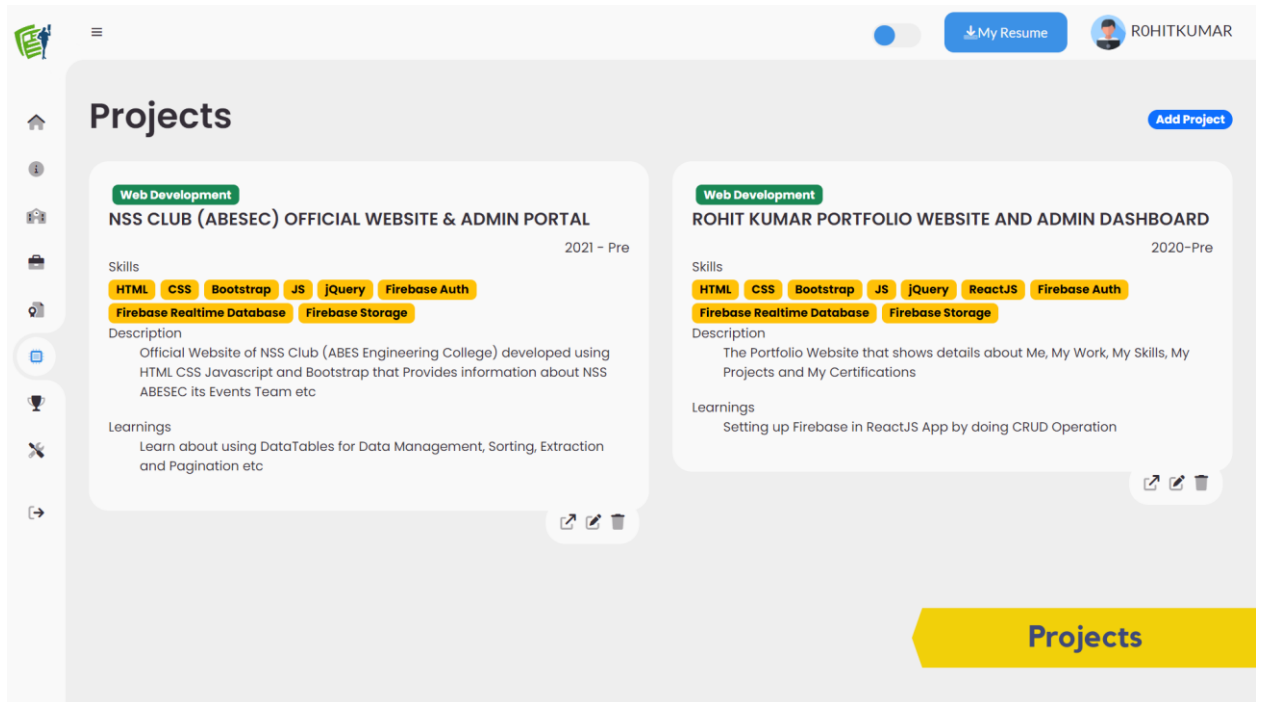 My Resume
R0HITKUMAR
Projects
Add Project
Web Development
NSS CLUB (ABESEC) OFFICIAL WEBSITE & ADMIN PORTAL
2021 - Pre
Skills
HTML CSS Bootstrap JS jQuery Firebase Auth
Firebase Realtime Database Firebase Storage
Description
Official Website of NSS Club (ABES Engineering College) developed using
HTML CSS Javascript and Bootstrap that Provides information about NSS
ABESEC its Events Team etc
Learnings
Learn about using DataTables for Data Management, Sorting, Extraction
and Pagination etc
Web Development
ROHIT KUMAR PORTFOLIO WEBSITE AND ADMIN DASHBOARD
2020-Pre
Skills
HTML CSS Bootstrap JS jQuery ReactJS Firebase Auth
Firebase Realtime Database Firebase Storage
Description
The Portfolio Website that shows details about Me, My Work, My Skills, My
Projects and My Certifications
Learnings
Setting up Firebase in ReactJS App by doing CRUD Operation
Projects